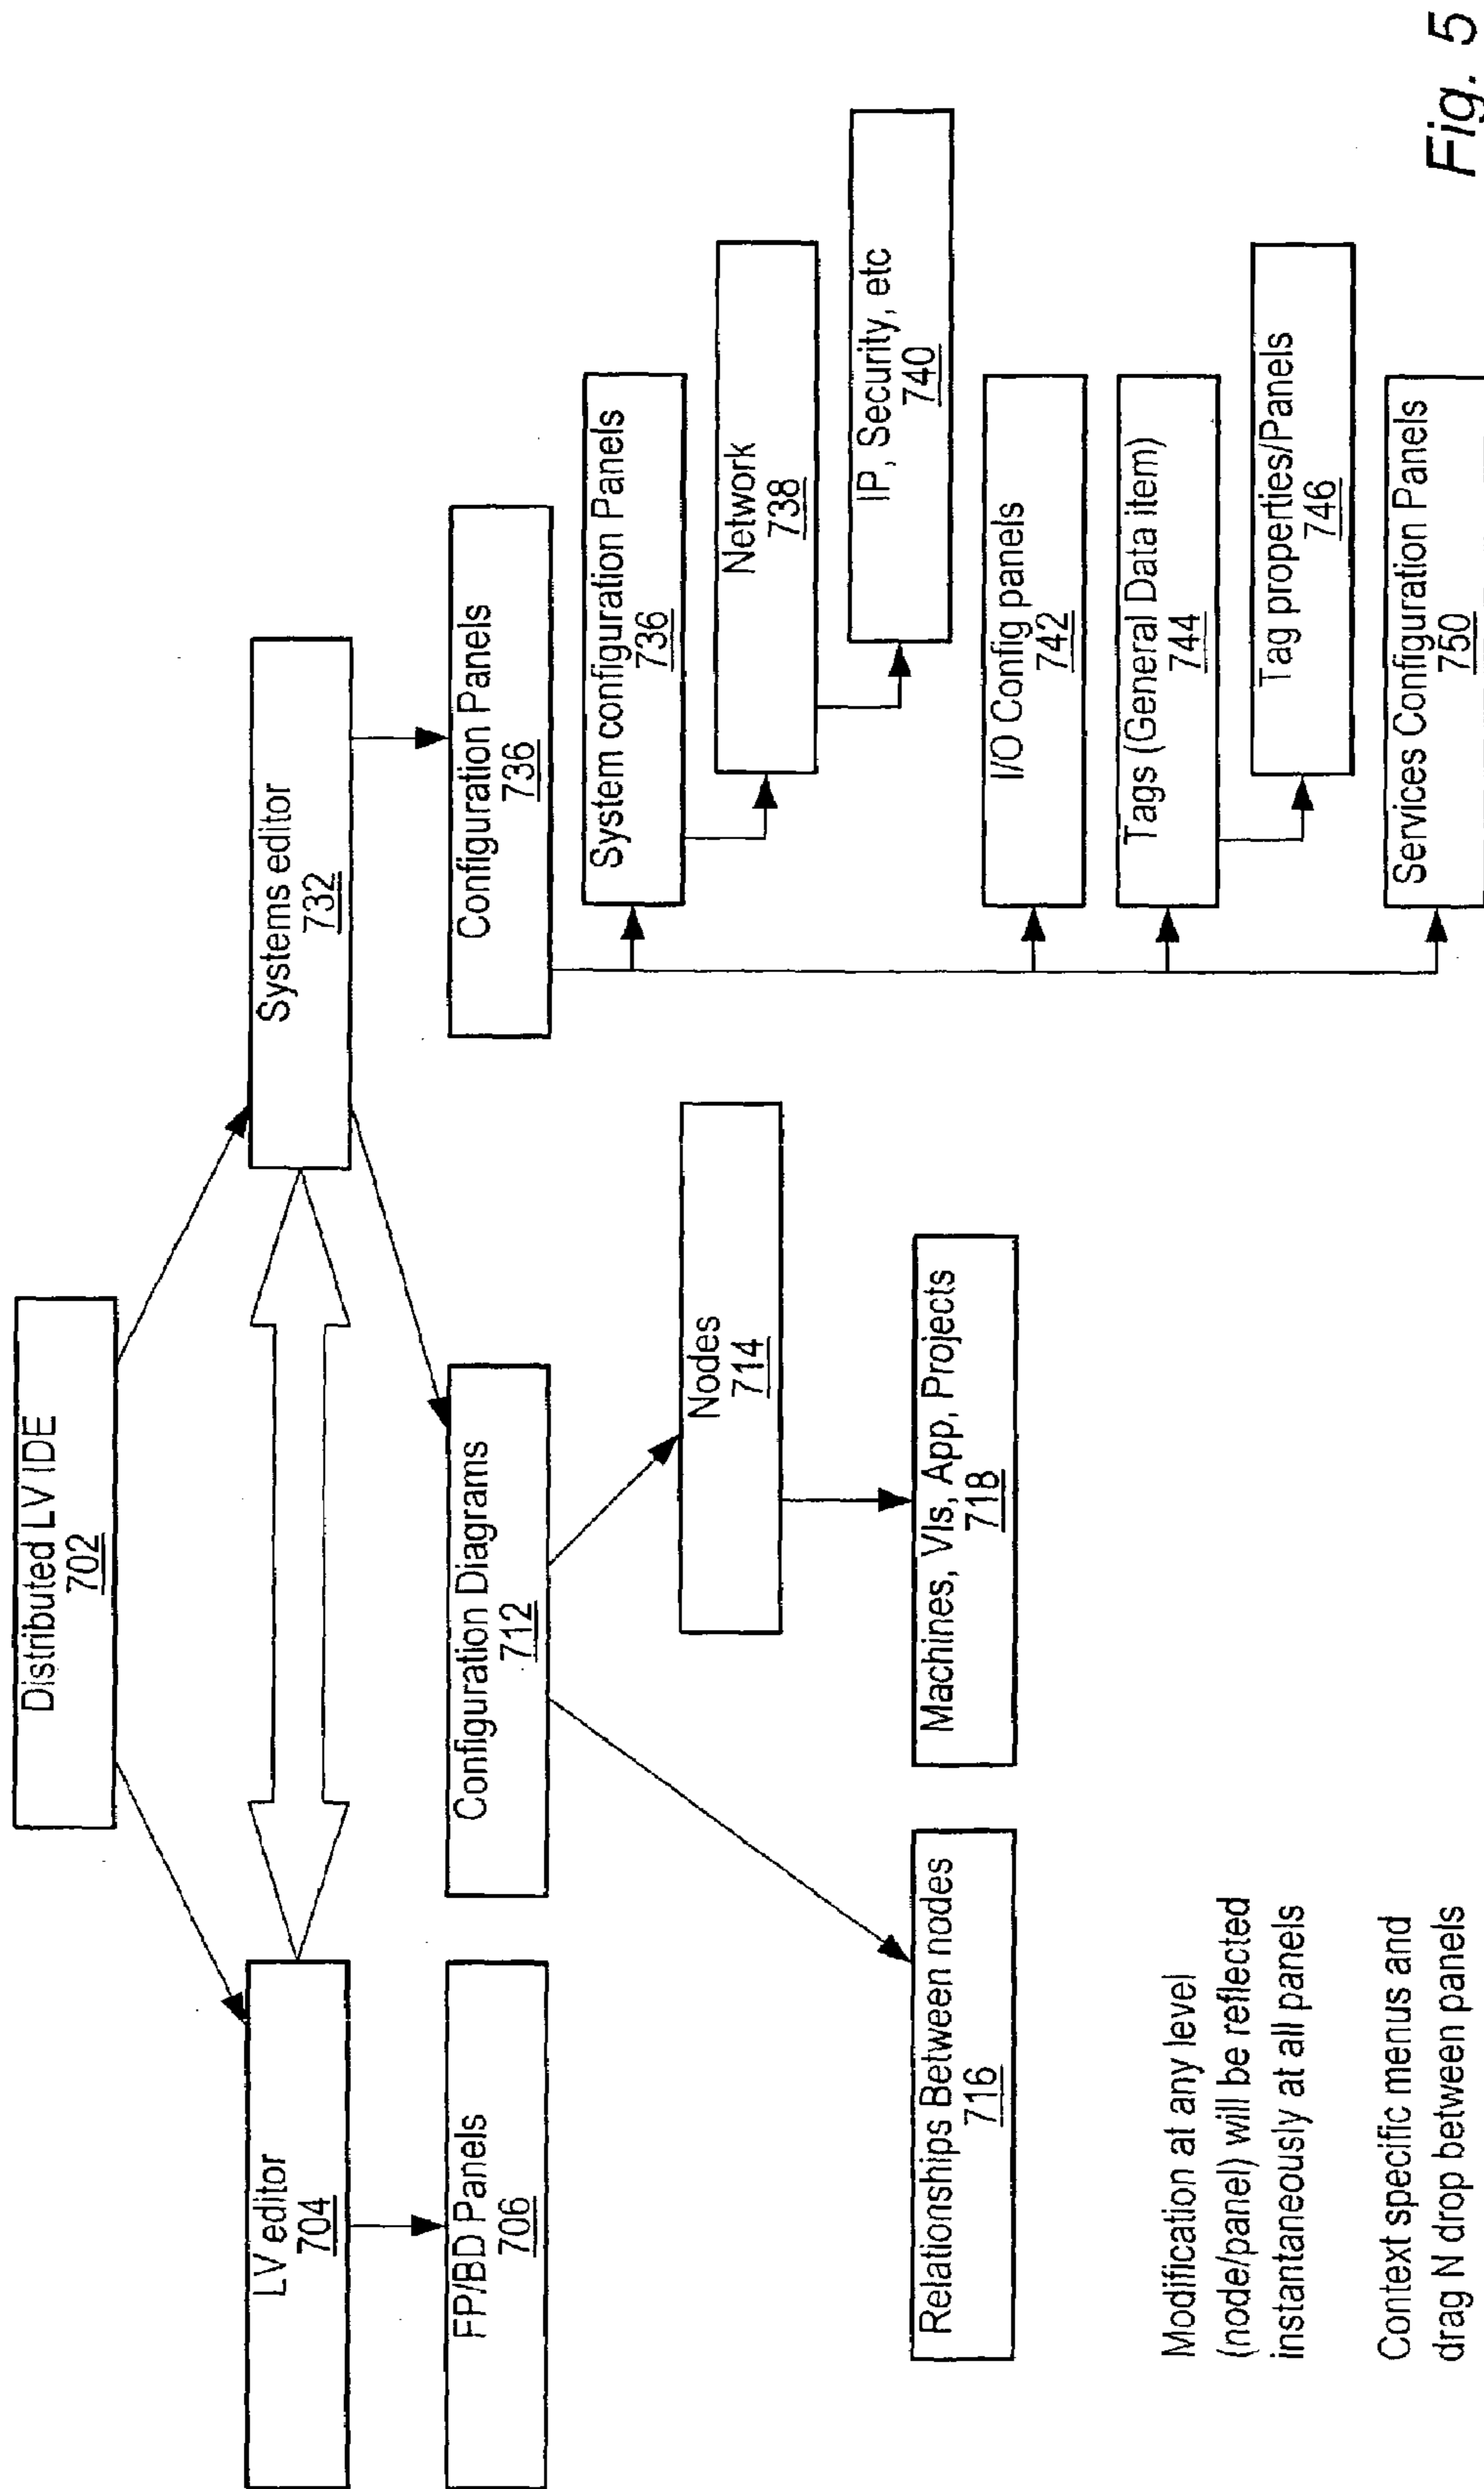 Distributed LV IDE
702
LV editor
704
Systems editor
732
FP/BD Panels
706
Configuration Diagrams
712
Configuration Panels
736
System configuration Panels
736
Nodes
714
Network
738
IP, Security, etc
740
Relationships Between nodes
716
Machines, VIs, App, Projects
718
I/O Config panels
742
Tags (General Data item)
744
Tag properties/Panels
746
Services Configuration Panels
750
Modification at any level
(node/panel) will be reflected
instantaneously at all panels
Context specific menus and
drag N drop between panels
Fig. 5